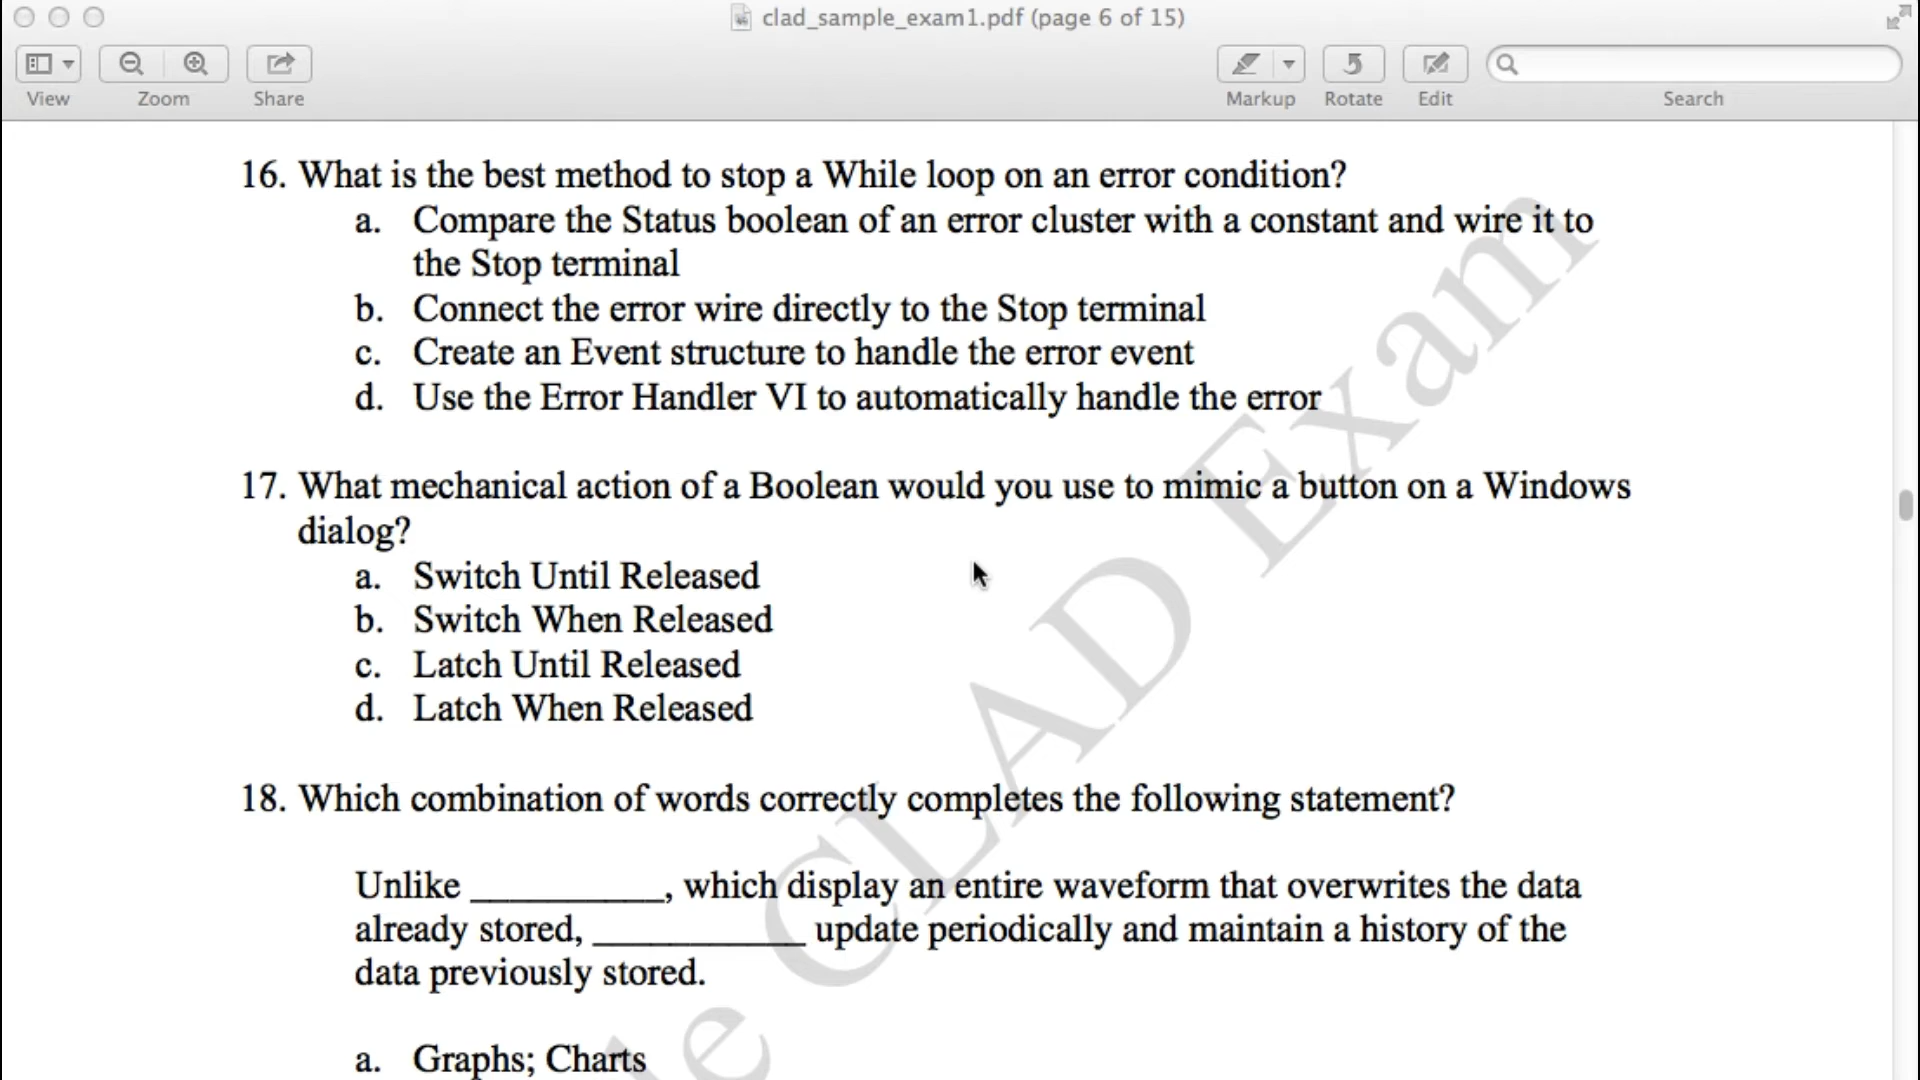 clad_sample_exam1.pdf (page 6 of 15)
View Zoom Share Markup Rotate Edit Search
16. What is the best method to stop a While loop on an error condition?
a. Compare the Status boolean of an error cluster with a constant and wire it to
the Stop terminal
b. Connect the error wire directly to the Stop terminal
c. Create an Event structure to handle the error event
d. Use the Error Handler VI to automatically handle the error
17. What mechanical action of a Boolean would you use to mimic a button on a Windows
dialog?
a. Switch Until Released
b. Switch When Released
c. Latch Until Released
d. Latch When Released
18. Which combination of words correctly completes the following statement?
Unlike __________, which display an entire waveform that overwrites the data
already stored, ___________ update periodically and maintain a history of the
data previously stored.
a. Graphs; Charts
le CLAD Exam